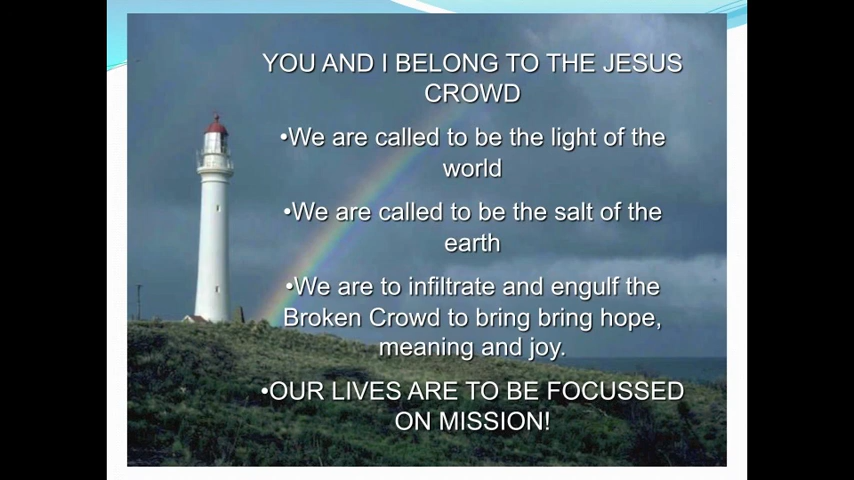 YOU AND I BELONG TO THE JESUS
CROWD
•We are called to be the light of the
world
•We are called to be the salt of the
earth
•We are to infiltrate and engulf the
Broken Crowd to bring bring hope,
meaning and joy.
•OUR LIVES ARE TO BE FOCUSSED
ON MISSION!